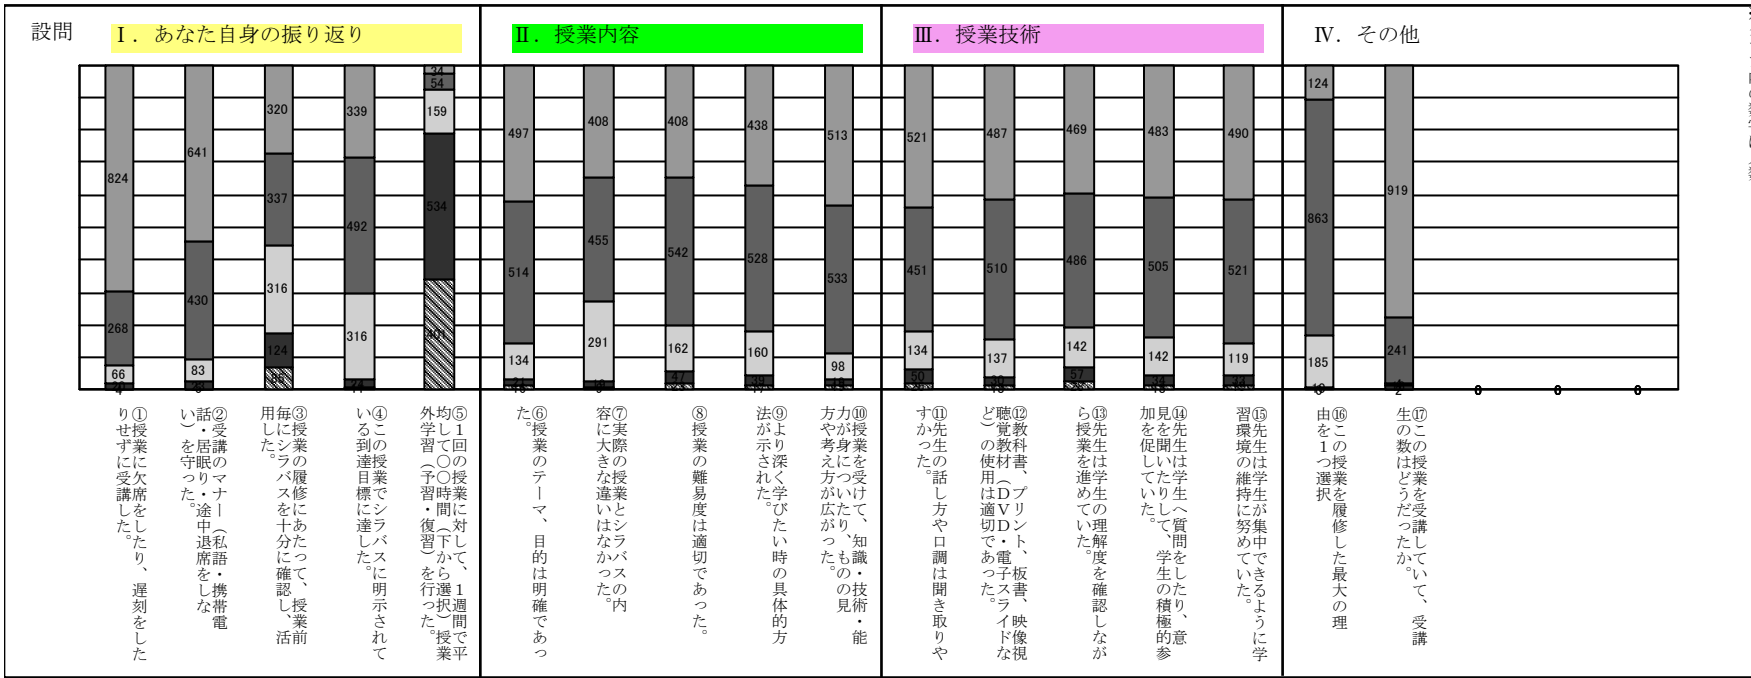 設問
Ⅰ．あなた自身の振り返り
Ⅱ．授業内容
Ⅲ．授業技術
Ⅳ．その他
824
268
66
641
430
83
320
337
316
124
85
339
492
316
34
54
159
534
401
497
514
134
21
408
455
291
408
542
162
47
438
528
160
39
513
533
98
521
451
134
50
487
510
137
30
469
486
142
57
483
505
142
34
490
521
119
124
863
185
919
241
2
0
0
0
①授業に欠席をしたり、遅刻をした
りせずに受講した。
②受講のマナー（私語・携帯電
話・居眠り・途中退席をしな
い）を守った。
③授業の履修にあたって、授業前
毎にシラバスを十分に確認し、活
用した。
④この授業でシラバスに明示されて
いる到達目標に達した。
⑤１回の授業に対して、１週間で平
均して〇〇時間（下から選択）授業
外学習（予習・復習）を行った。
⑥授業のテーマ、目的は明確であっ
た。
⑦実際の授業とシラバスの内
容に大きな違いはなかった。
⑧授業の難易度は適切であった。
⑨より深く学びたい時の具体的方
法が示された。
⑩授業を受けて、知識・技術・能
力が身についたり、ものの見
方や考え方が広がった。
⑪先生の話し方や口調は聞き取りや
すかった。
⑫教科書、プリント、板書、映像視
聴覚教材（ＤＶＤ・電子スライドな
ど）の使用は適切であった。
⑬先生は学生の理解度を確認しなが
ら授業を進めていた。
⑭先生は学生へ質問をしたり、意
見を聞いたりして、学生の積極的参
加を促していた。
⑮先生は学生が集中できるように学
習環境の維持に努めていた。
⑯この授業を履修した最大の理
由を１つ選択
⑰この授業を受講していて、受講
生の数はどうだったか。